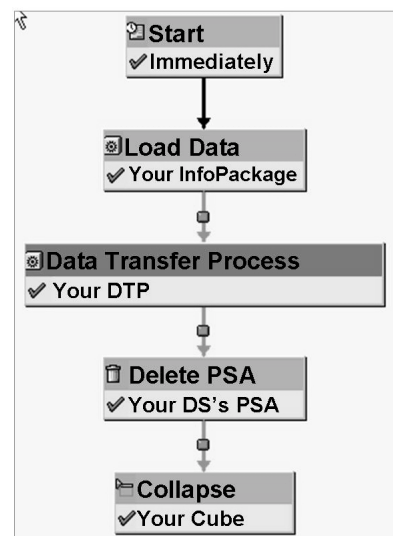 Start
Immediately
Load Data
Your InfoPackage
Data Transfer Process
Your DTP
Delete PSA
Your DS's PSA
Collapse
Your Cube